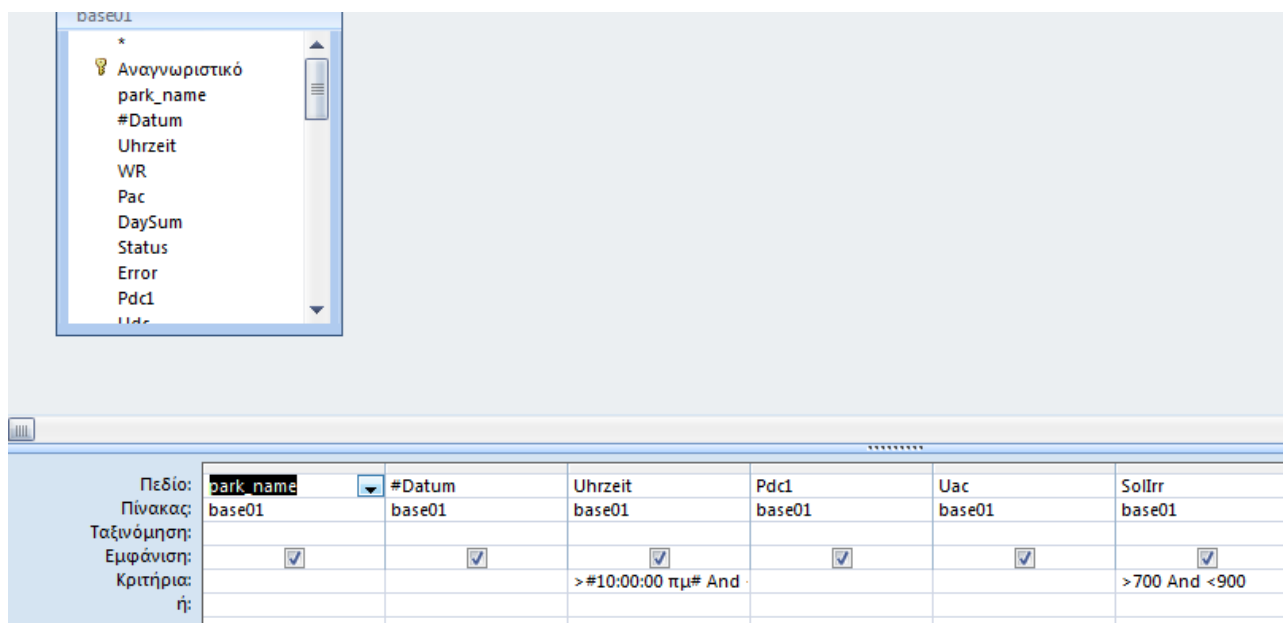 base01
*
Αναγνωριστικό
park_name
#Datum
Uhrzeit
WR
Pac
DaySum
Status
Error
Pdc1
Πεδίο: park_name #Datum Uhrzeit Pdc1 Uac SolIrr
Πίνακας: base01 base01 base01 base01 base01 base01
Ταξινόμηση:
Εμφάνιση:
Κριτήρια: >#10:00:00 πμ# And >700 And <900
ή: